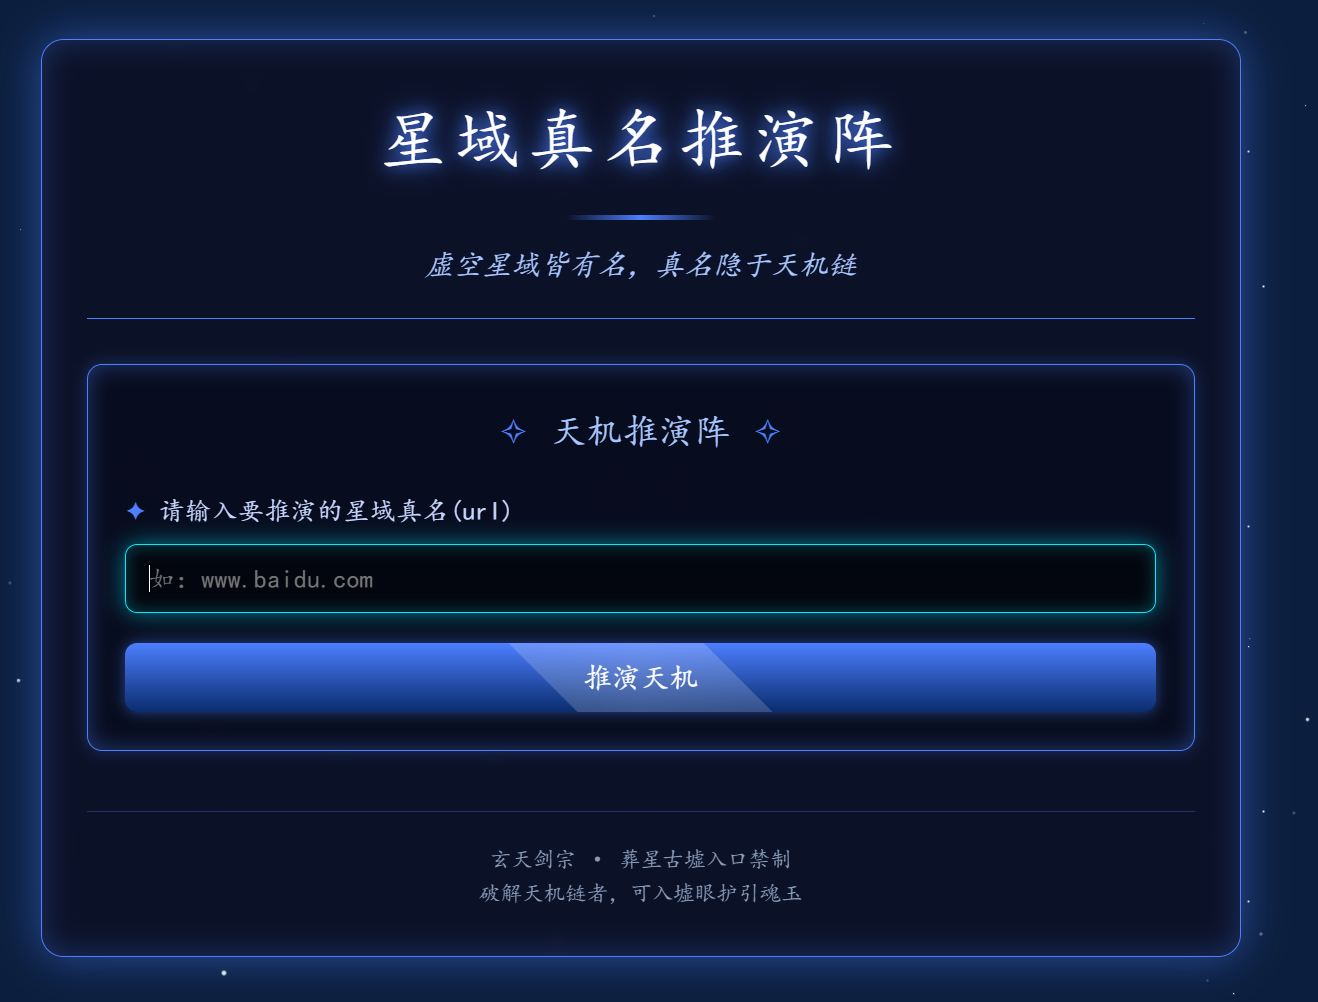 星域真名推演阵
虚空星域皆有名，真名隐于天机链
✧ 天机推演阵 ✧
✦ 请输入要推演的星域真名(url)
如：www.baidu.com
推演天机
玄天剑宗 • 葬星古墟入口禁制
破解天机链者，可入墟眼护引魂玉